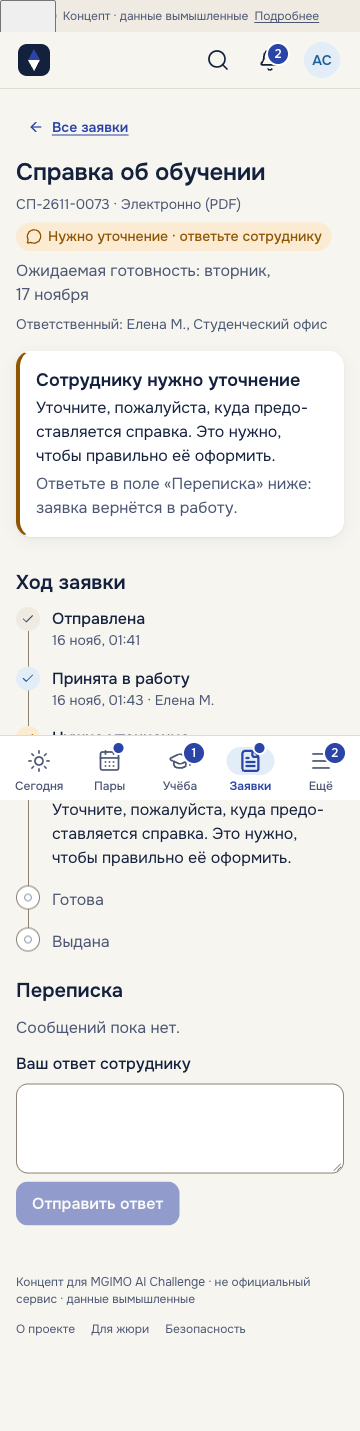 Концепт · данные вымышленные Подробнее
2
АС
Все заявки
Справка об обучении
СП-2611-0073 · Электронно (PDF)
Нужно уточнение · ответьте сотруднику
Ожидаемая готовность: вторник,
17 ноября
Ответственный: Елена М., Студенческий офис
Сотруднику нужно уточнение
Уточните, пожалуйста, куда предо-
ставляется справка. Это нужно,
чтобы правильно её оформить.
Ответьте в поле «Переписка» ниже:
заявка вернётся в работу.
Ход заявки
Отправлена
16 нояб, 01:41
Принята в работу
16 нояб, 01:43 · Елена М.
1
2
Сегодня Пары Учёба Заявки Ещё
Уточните, пожалуйста, куда предо-
ставляется справка. Это нужно,
чтобы правильно её оформить.
Готова
Выдана
Переписка
Сообщений пока нет.
Ваш ответ сотруднику
Отправить ответ
Концепт для MGIMO AI Challenge · не официальный
сервис · данные вымышленные
О проекте Для жюри Безопасность